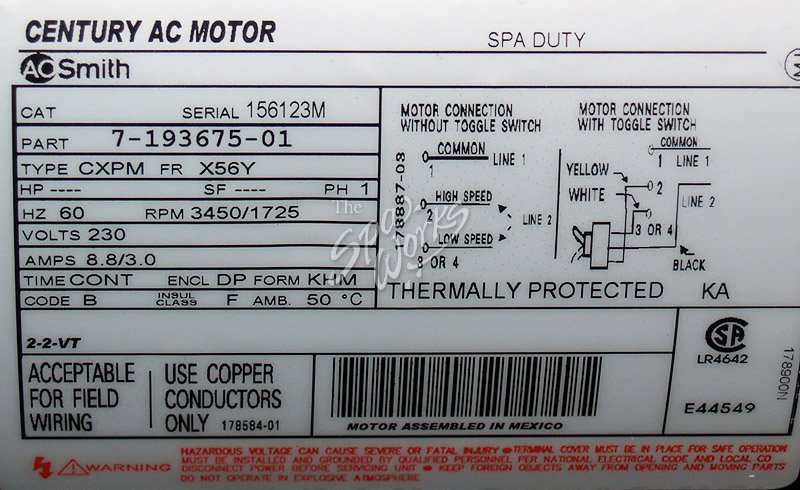 CENTURY AC MOTOR
SPA DUTY
AO Smith
CAT SERIAL 156123M
PART 7-193675-01
TYPE CXPM FR X56Y
HP ---- SF ---- PH 1
HZ 60 RPM 3450/1725
VOLTS 230
AMPS 8.8/3.0
TIME CONT ENCL DP FORM KHM
CODE B INSUL CLASS F AMB. 50 °C
178887-03
MOTOR CONNECTION
WITHOUT TOGGLE SWITCH
COMMON
1 LINE 1
HIGH SPEED
2
LINE 2
LOW SPEED
3 OR 4
MOTOR CONNECTION
WITH TOGGLE SWITCH
COMMON
1 LINE 1
YELLOW
2
WHITE
LINE 2
3 OR 4
BLACK
THERMALLY PROTECTED KA
The
Spa
Works
2-2-VT
ACCEPTABLE
FOR FIELD
WIRING
USE COPPER
CONDUCTORS
ONLY 178584-01
MOTOR ASSEMBLED IN MEXICO
LR4642
E44549
WARNING
HAZARDOUS VOLTAGE CAN CAUSE SEVERE OR FATAL INJURY • TERMINAL COVER MUST BE IN PLACE FOR SAFE OPERATION
MUST BE INSTALLED AND GROUNDED BY QUALIFIED PERSONNEL PER NATIONAL ELECTRICAL CODE AND LOCAL CO
DISCONNECT POWER BEFORE SERVICING UNIT • KEEP FOREIGN OBJECTS AWAY FROM OPENING AND MOVING PARTS
DO NOT OPERATE IN EXPLOSIVE ATMOSPHERE